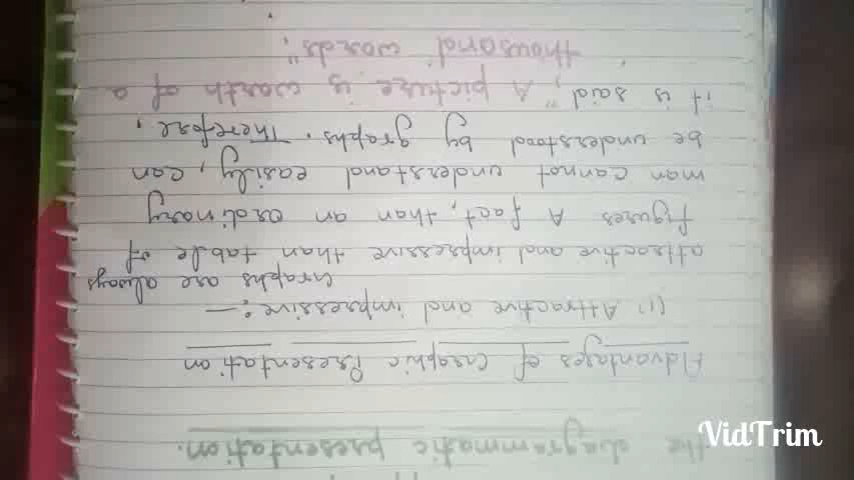 the diagrammatic presentation.
Advantages of Graphic Presentation
(1) Attractive and impressive :—
Graphs are always
attractive and impressive than table of
figures A fact, than an ordinary
man cannot understand easily, can
be understood by graphs. Therefore,
it is said "A picture is worth of a
thousand words".
VidTrim